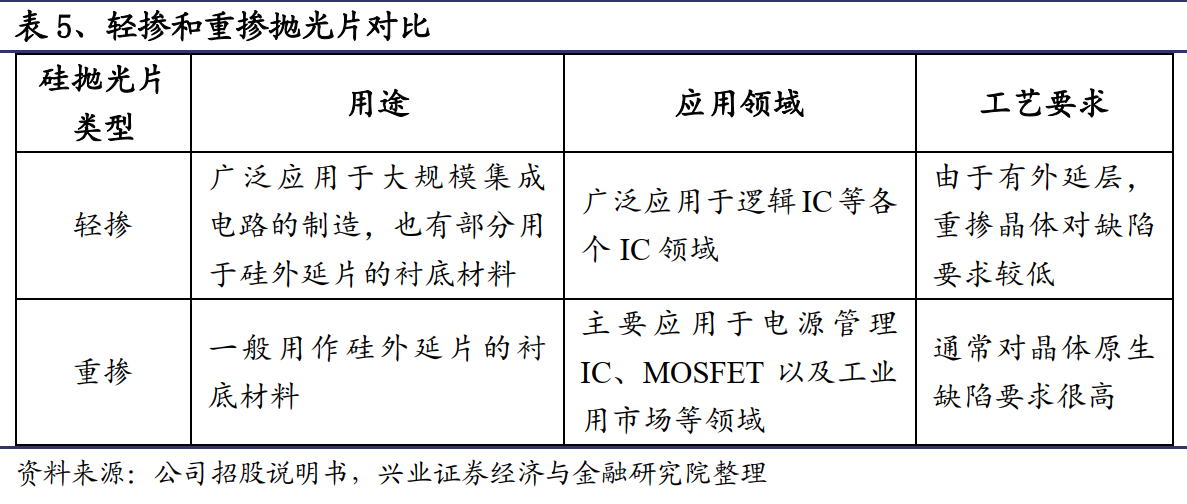 表 5、轻掺和重掺抛光片对比
硅抛光片
类型
用途
应用领域
工艺要求
轻掺
广泛应用于大规模集成
电路的制造，也有部分用
于硅外延片的衬底材料
广泛应用于逻辑 IC 等各
个 IC 领域
由于有外延层，
重掺晶体对缺陷
要求较低
重掺
一般用作硅外延片的衬
底材料
主要应用于电源管理
IC、MOSFET 以及工业
用市场等领域
通常对晶体原生
缺陷要求很高
资料来源：公司招股说明书，兴业证券经济与金融研究院整理